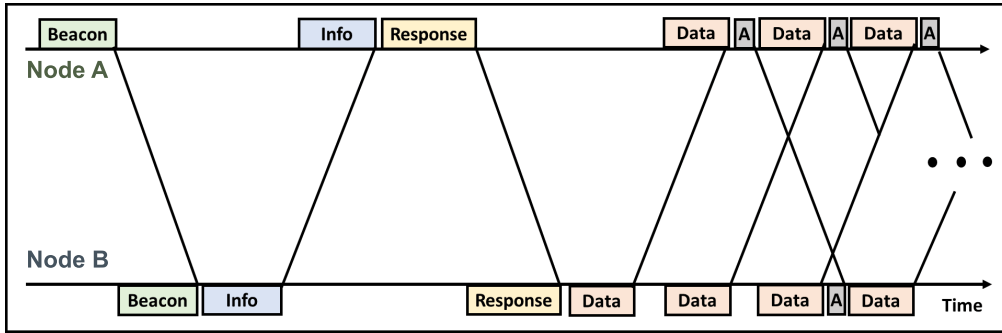 Beacon Info Response Data A Data A Data A
Node A
Node B
Beacon Info Response Data Data Data A Data Time